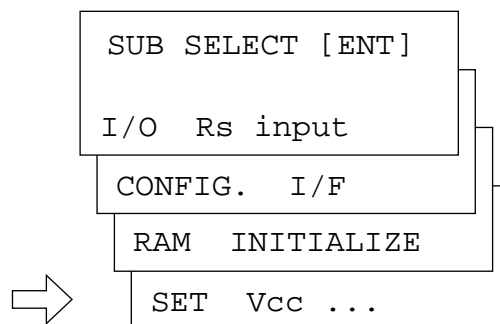 SUB SELECT [ENT]
I/O Rs input
CONFIG. I/F
RAM INITIALIZE
SET Vcc ...